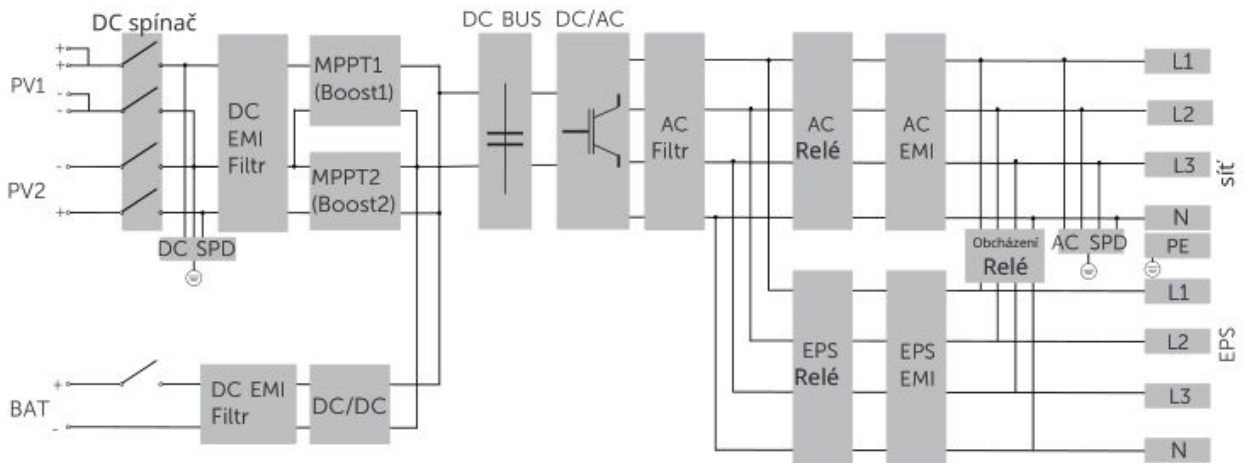 DC spínač
DC BUS
DC/AC
PV1
+
+
-
-
PV2
-
+
DC
EMI
Filtr
MPPT1
(Boost1)
MPPT2
(Boost2)
DC SPD
BAT
+
-
DC EMI
Filtr
DC/DC
AC
Filtr
AC
Relé
AC
EMI
EPS
Relé
EPS
EMI
Obcházení
Relé
AC SPD
L1
L2
L3
N
PE
síť
L1
L2
L3
N
EPS